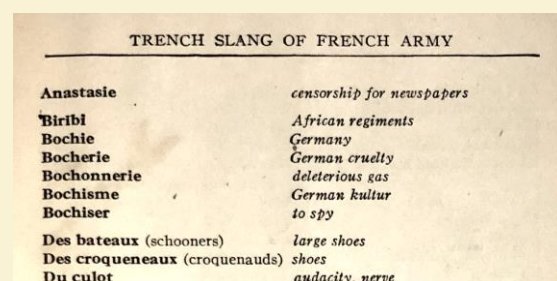 TRENCH SLANG OF FRENCH ARMY
Anastasie censorship for newspapers
Biribi African regiments
Bochie Germany
Bocherie German cruelty
Bochonnerie deleterious gas
Bochisme German kultur
Bochiser to spy
Des bateaux (schooners) large shoes
Des croqueneaux (croquenauds) shoes
Du culot audacity, nerve